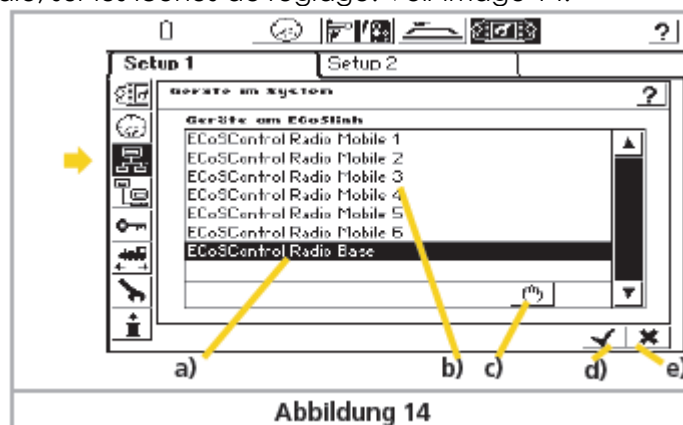 ?
Setup 1
Setup 2
Geräte im System
?
Geräte am ECoSlink
ECoSControl Radio Mobile 1
ECoSControl Radio Mobile 2
ECoSControl Radio Mobile 3
ECoSControl Radio Mobile 4
ECoSControl Radio Mobile 5
ECoSControl Radio Mobile 6
ECoSControl Radio Base
a) b) c) d) e)
Abbildung 14